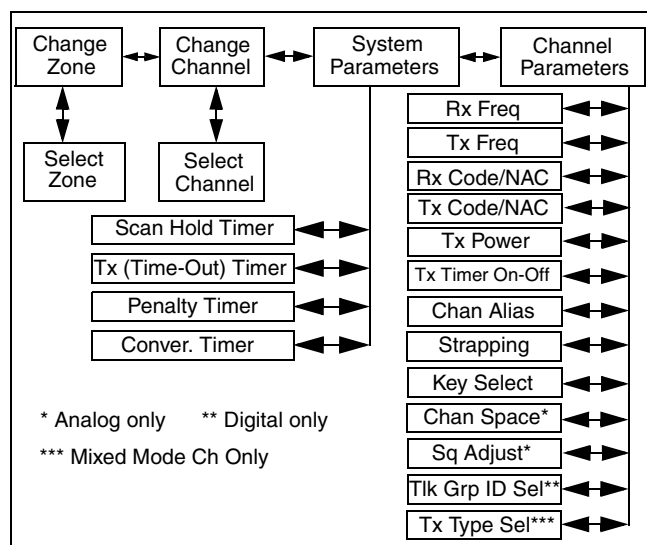 Change
Zone
Change
Channel
System
Parameters
Channel
Parameters
Select
Zone
Select
Channel
Scan Hold Timer
Tx (Time-Out) Timer
Penalty Timer
Conver. Timer
Rx Freq
Tx Freq
Rx Code/NAC
Tx Code/NAC
Tx Power
Tx Timer On-Off
Chan Alias
Strapping
Key Select
Chan Space*
Sq Adjust*
Tlk Grp ID Sel**
Tx Type Sel***
* Analog only ** Digital only
*** Mixed Mode Ch Only